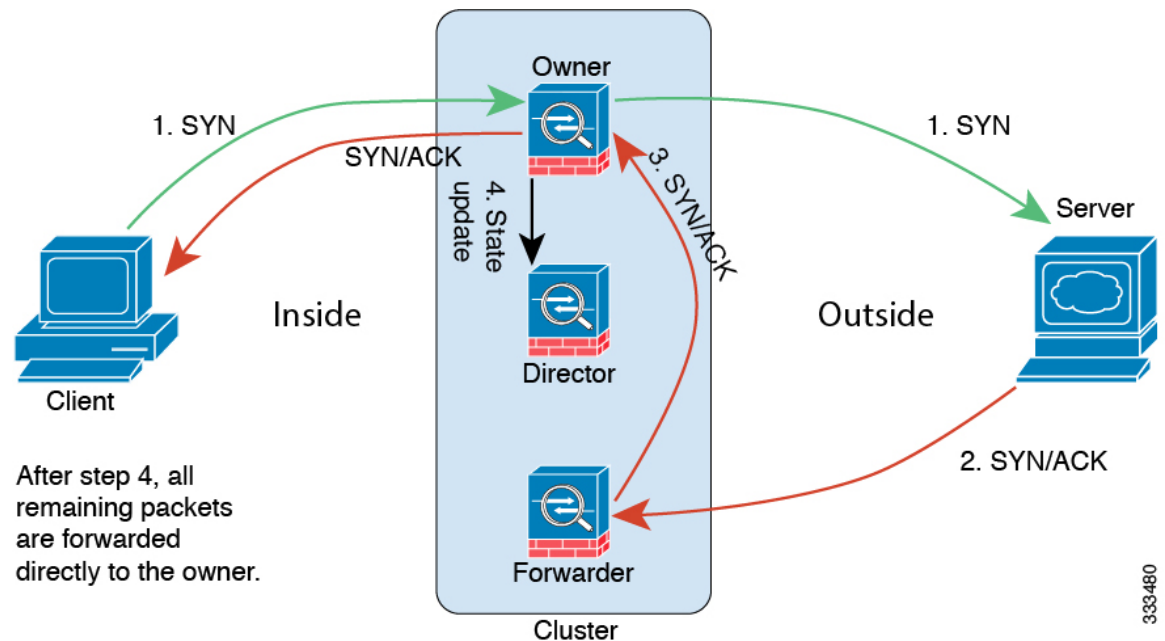 Owner
1. SYN
1. SYN
SYN/ACK
3. SYN/ACK
4. State
update
Server
Inside
Outside
Director
Client
2. SYN/ACK
After step 4, all
remaining packets
are forwarded
directly to the owner.
Forwarder
333480
Cluster